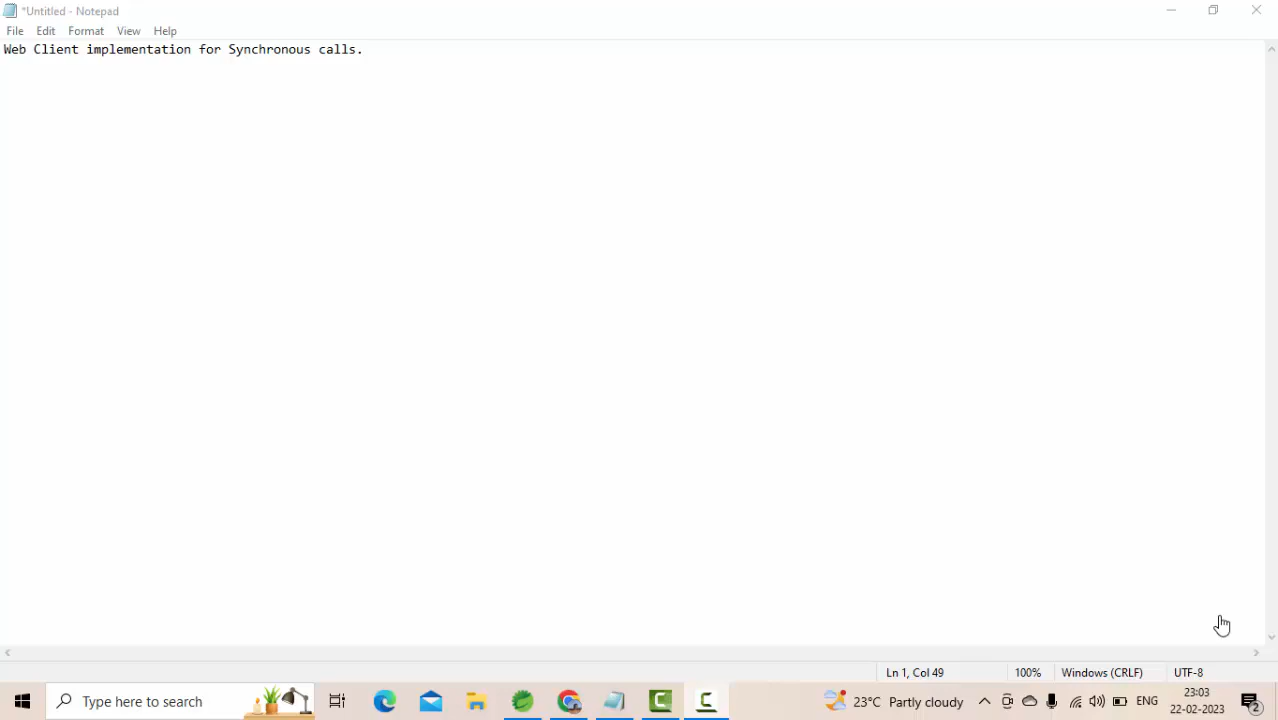 *Untitled - Notepad
File Edit Format View Help
Web Client implementation for Synchronous calls.
Ln 1, Col 49 100% Windows (CRLF) UTF-8
Type here to search 23°C Partly cloudy ENG 23:03
22-02-2023 2